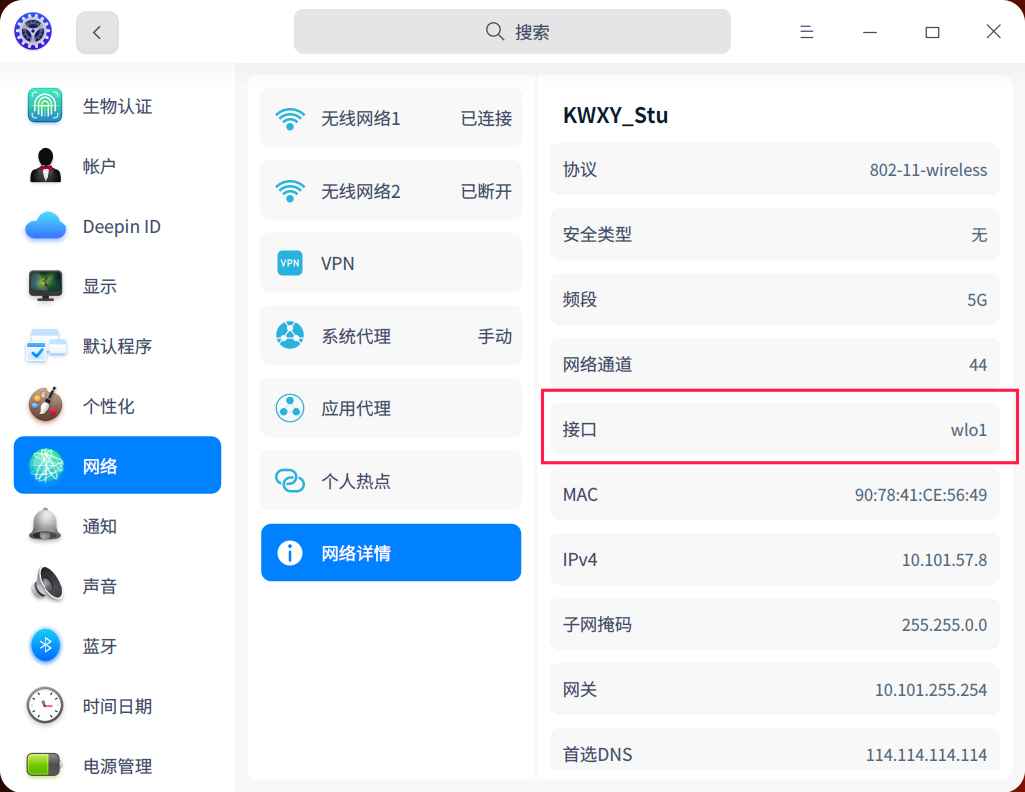 搜索
生物认证
帐户
Deepin ID
显示
默认程序
个性化
网络
通知
声音
蓝牙
时间日期
电源管理
无线网络1 已连接
无线网络2 已断开
VPN VPN
系统代理 手动
应用代理
个人热点
网络详情
KWXY_Stu
协议 802-11-wireless
安全类型 无
频段 5G
网络通道 44
接口 wlo1
MAC 90:78:41:CE:56:49
IPv4 10.101.57.8
子网掩码 255.255.0.0
网关 10.101.255.254
首选DNS 114.114.114.114